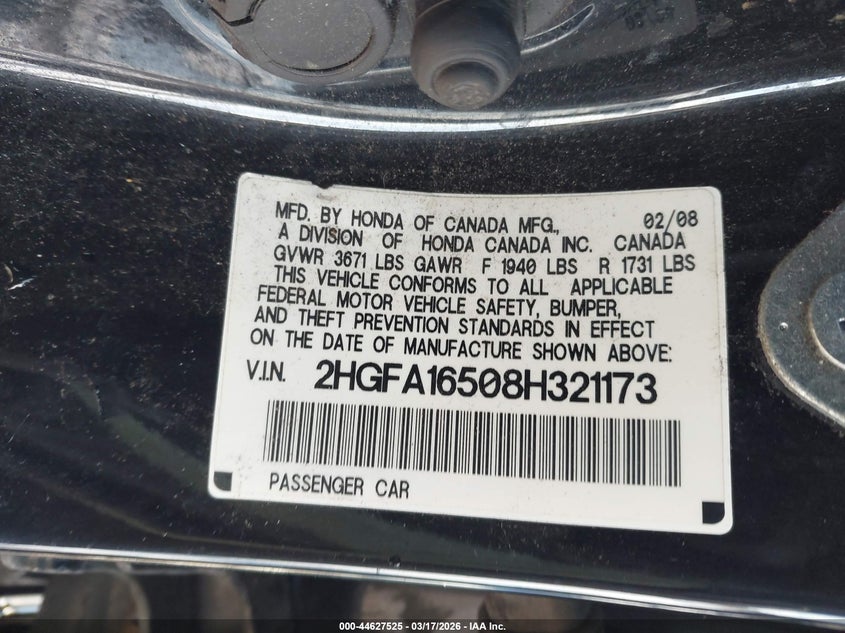 MFD. BY HONDA OF CANADA MFG., 02/08
A DIVISION OF HONDA CANADA INC. CANADA
GVWR 3671 LBS GAWR F 1940 LBS R 1731 LBS
THIS VEHICLE CONFORMS TO ALL APPLICABLE
FEDERAL MOTOR VEHICLE SAFETY, BUMPER,
AND THEFT PREVENTION STANDARDS IN EFFECT
ON THE DATE OF MANUFACTURE SHOWN ABOVE:
V.I.N. 2HGFA16508H321173
PASSENGER CAR
000-44627525 | 03/17/2026 | IAA Inc.